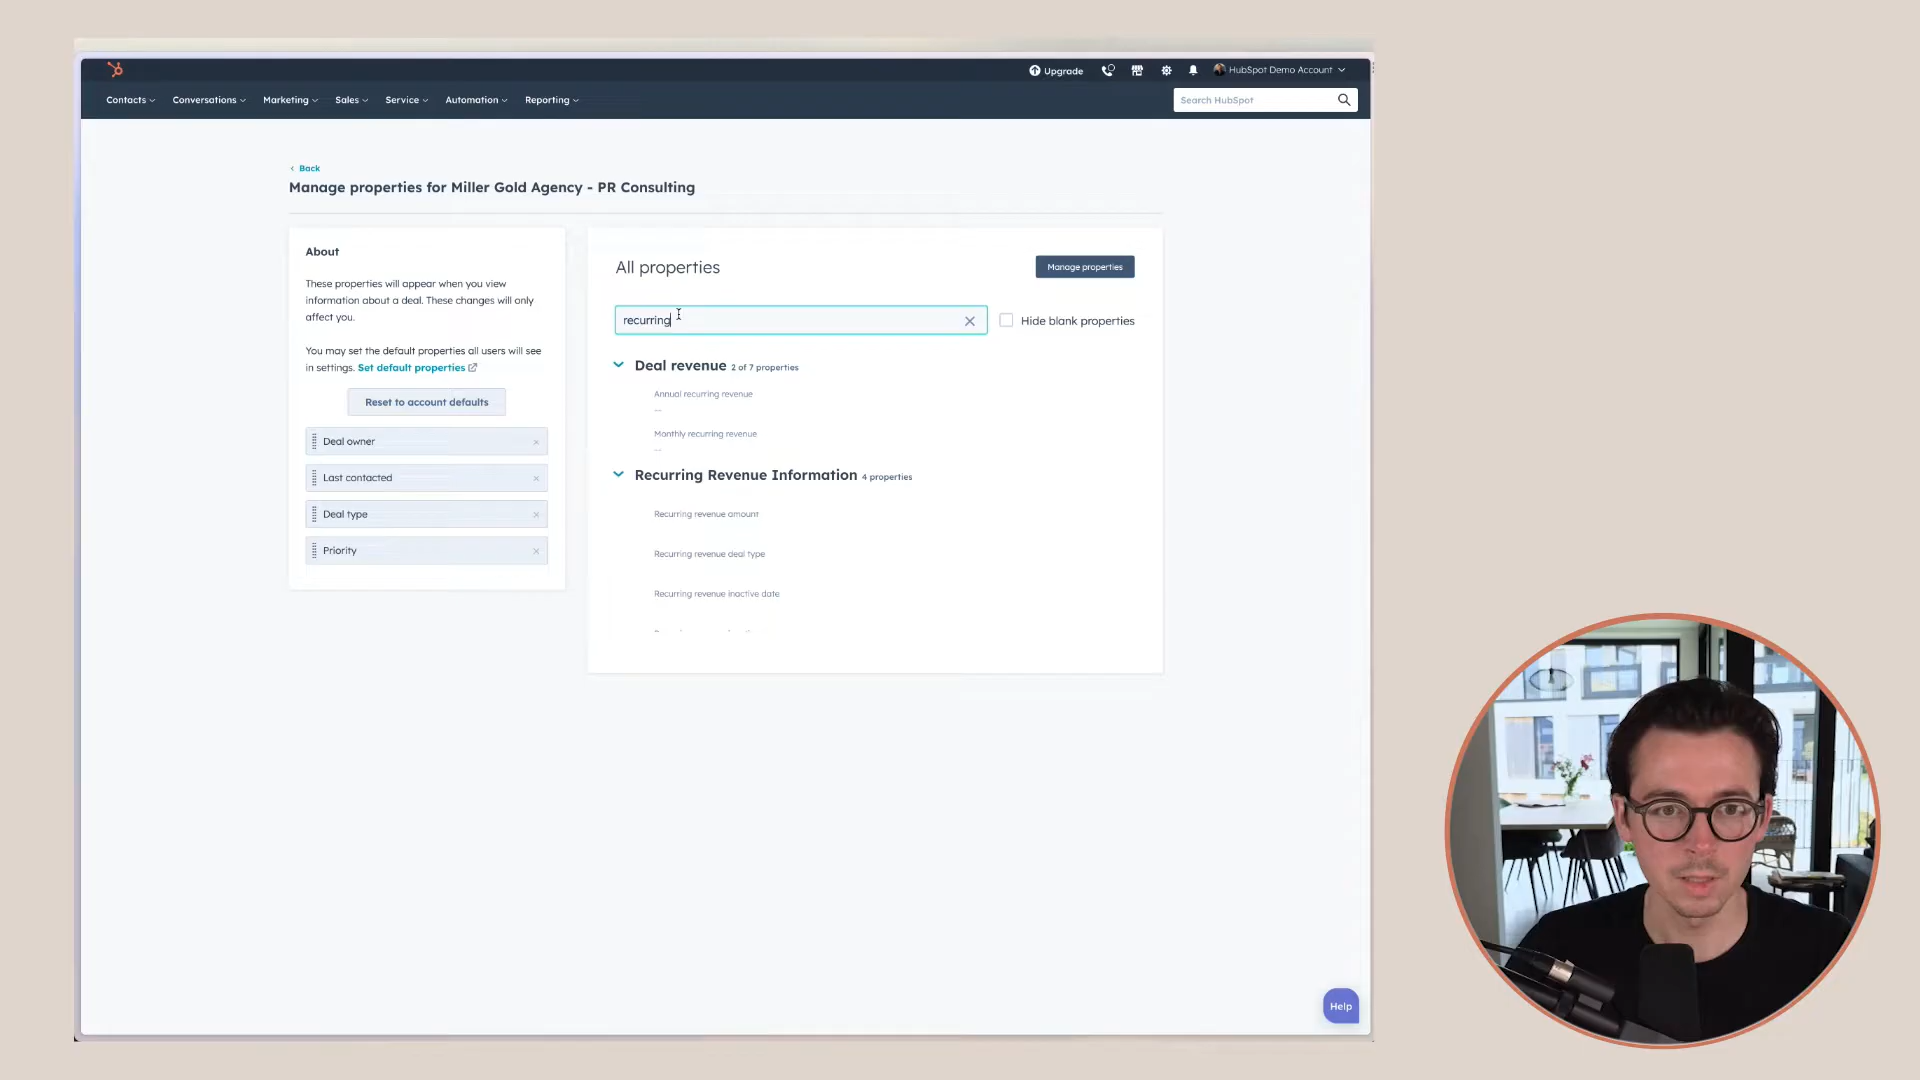 Upgrade
HubSpot Demo Account
Contacts
Conversations
Marketing
Sales
Service
Automation
Reporting
Search HubSpot
Back
Manage properties for Miller Gold Agency - PR Consulting
About
These properties will appear when you view
information about a deal. These changes will only
affect you.
You may set the default properties all users will see
in settings. Set default properties
Reset to account defaults
Deal owner
Last contacted
Deal type
Priority
All properties
Manage properties
recurring
Hide blank properties
Deal revenue 2 of 7 properties
Annual recurring revenue
--
Monthly recurring revenue
--
Recurring Revenue Information 4 properties
Recurring revenue amount
Recurring revenue deal type
Recurring revenue inactive date
Help